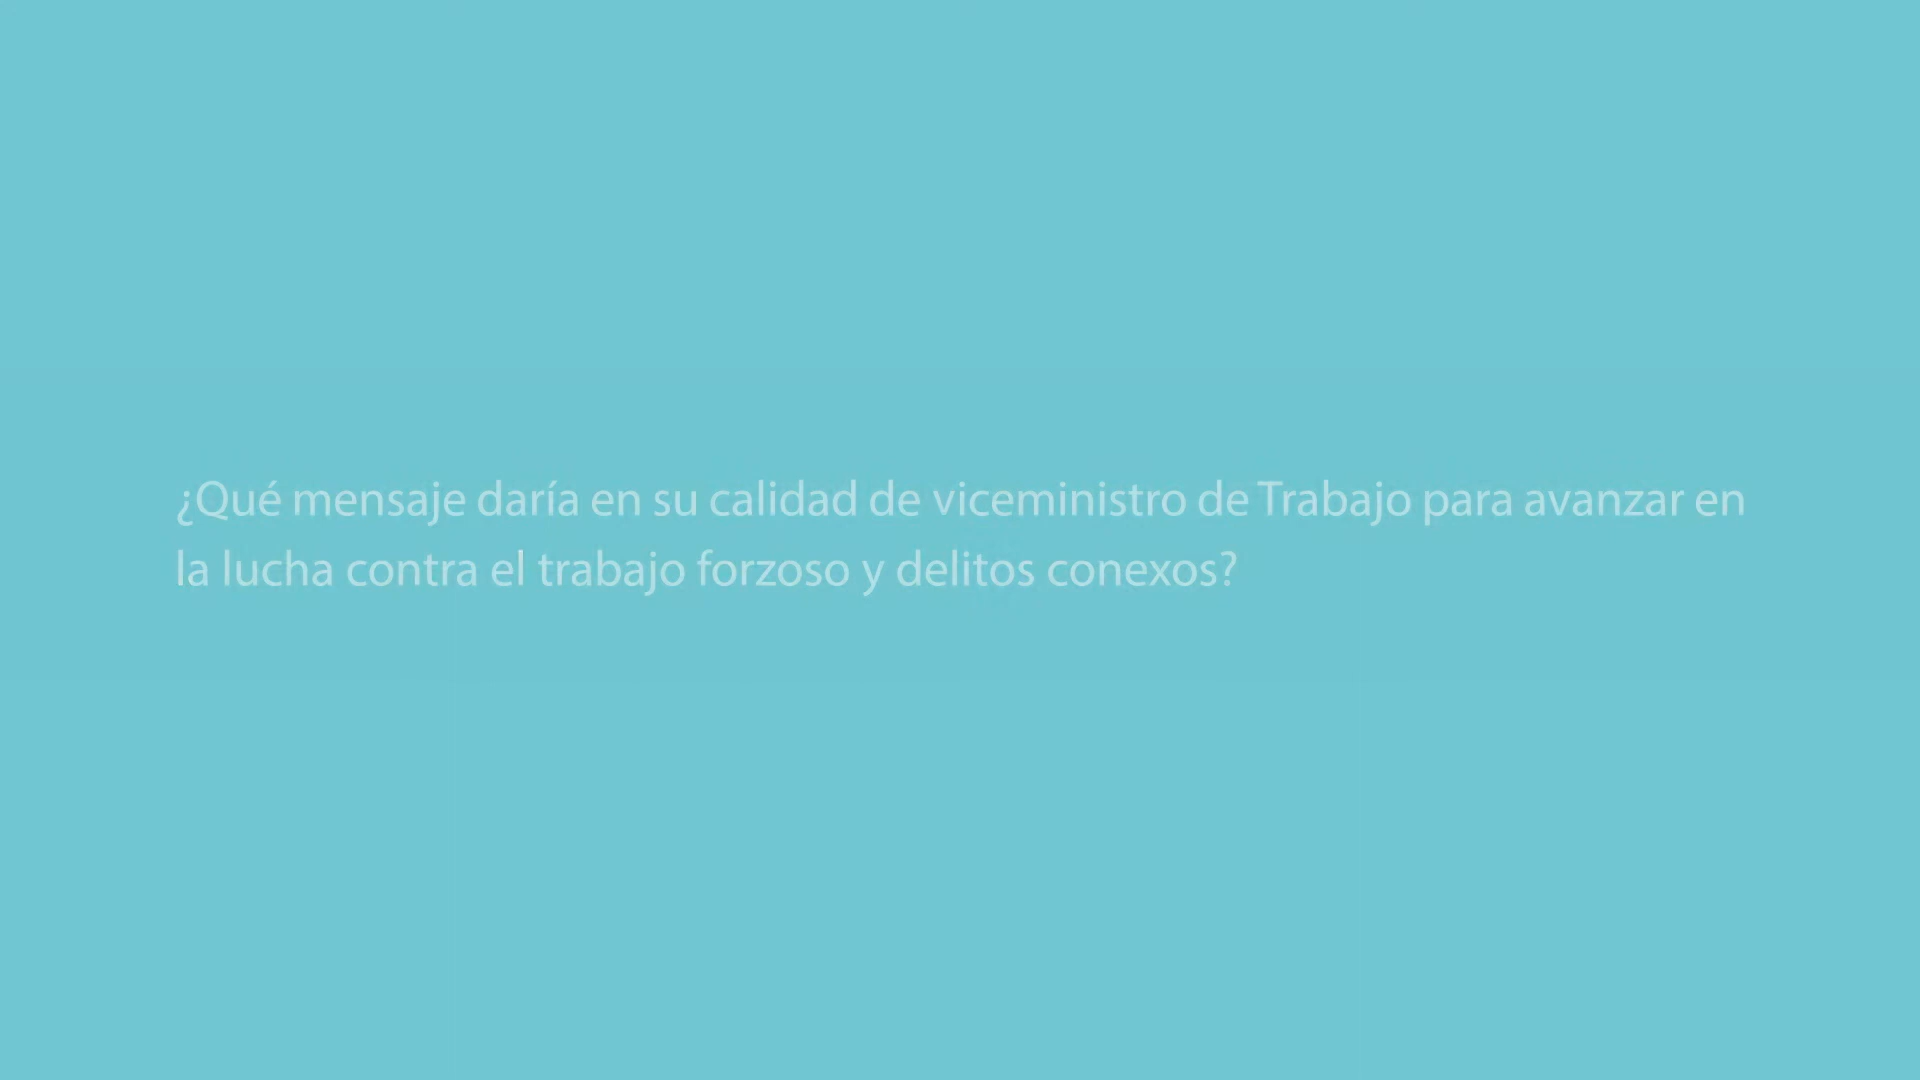 ¿Qué mensaje daría en su calidad de viceministro de Trabajo para avanzar en
la lucha contra el trabajo forzoso y delitos conexos?